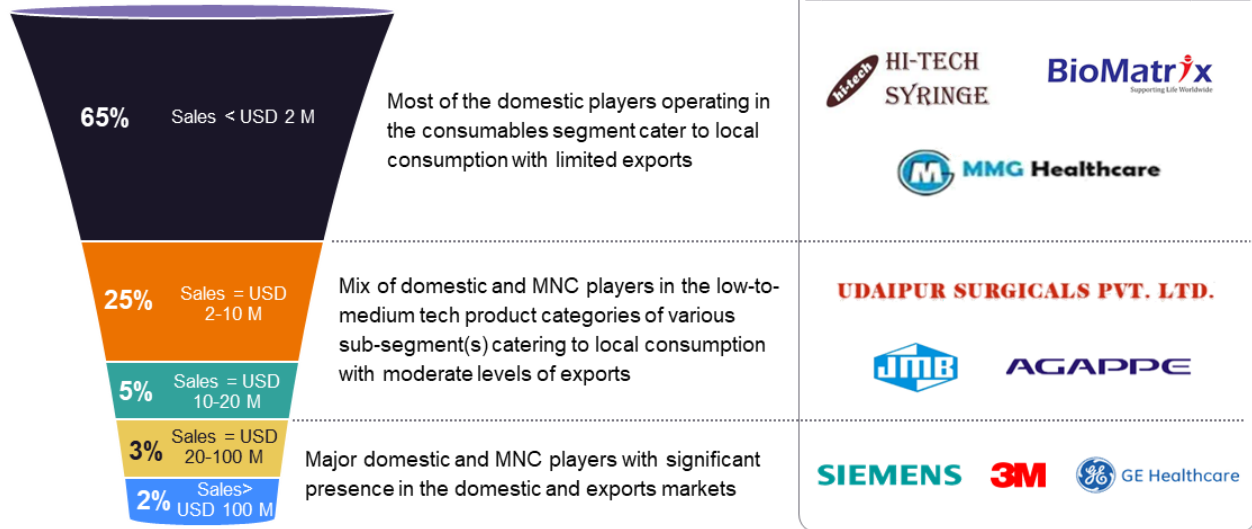 65% Sales < USD 2 M
Most of the domestic players operating in
the consumables segment cater to local
consumption with limited exports
hi-tech
HI-TECH
SYRINGE
BioMatrix
Supporting Life Worldwide
MMG Healthcare
25% Sales = USD
2-10 M
5% Sales = USD
10-20 M
Mix of domestic and MNC players in the low-to-
medium tech product categories of various
sub-segment(s) catering to local consumption
with moderate levels of exports
UDAIPUR SURGICALS PVT. LTD.
JMB
AGAPPE
3% Sales = USD
20-100 M
2% Sales>
USD 100 M
Major domestic and MNC players with significant
presence in the domestic and exports markets
SIEMENS
3M
GE Healthcare